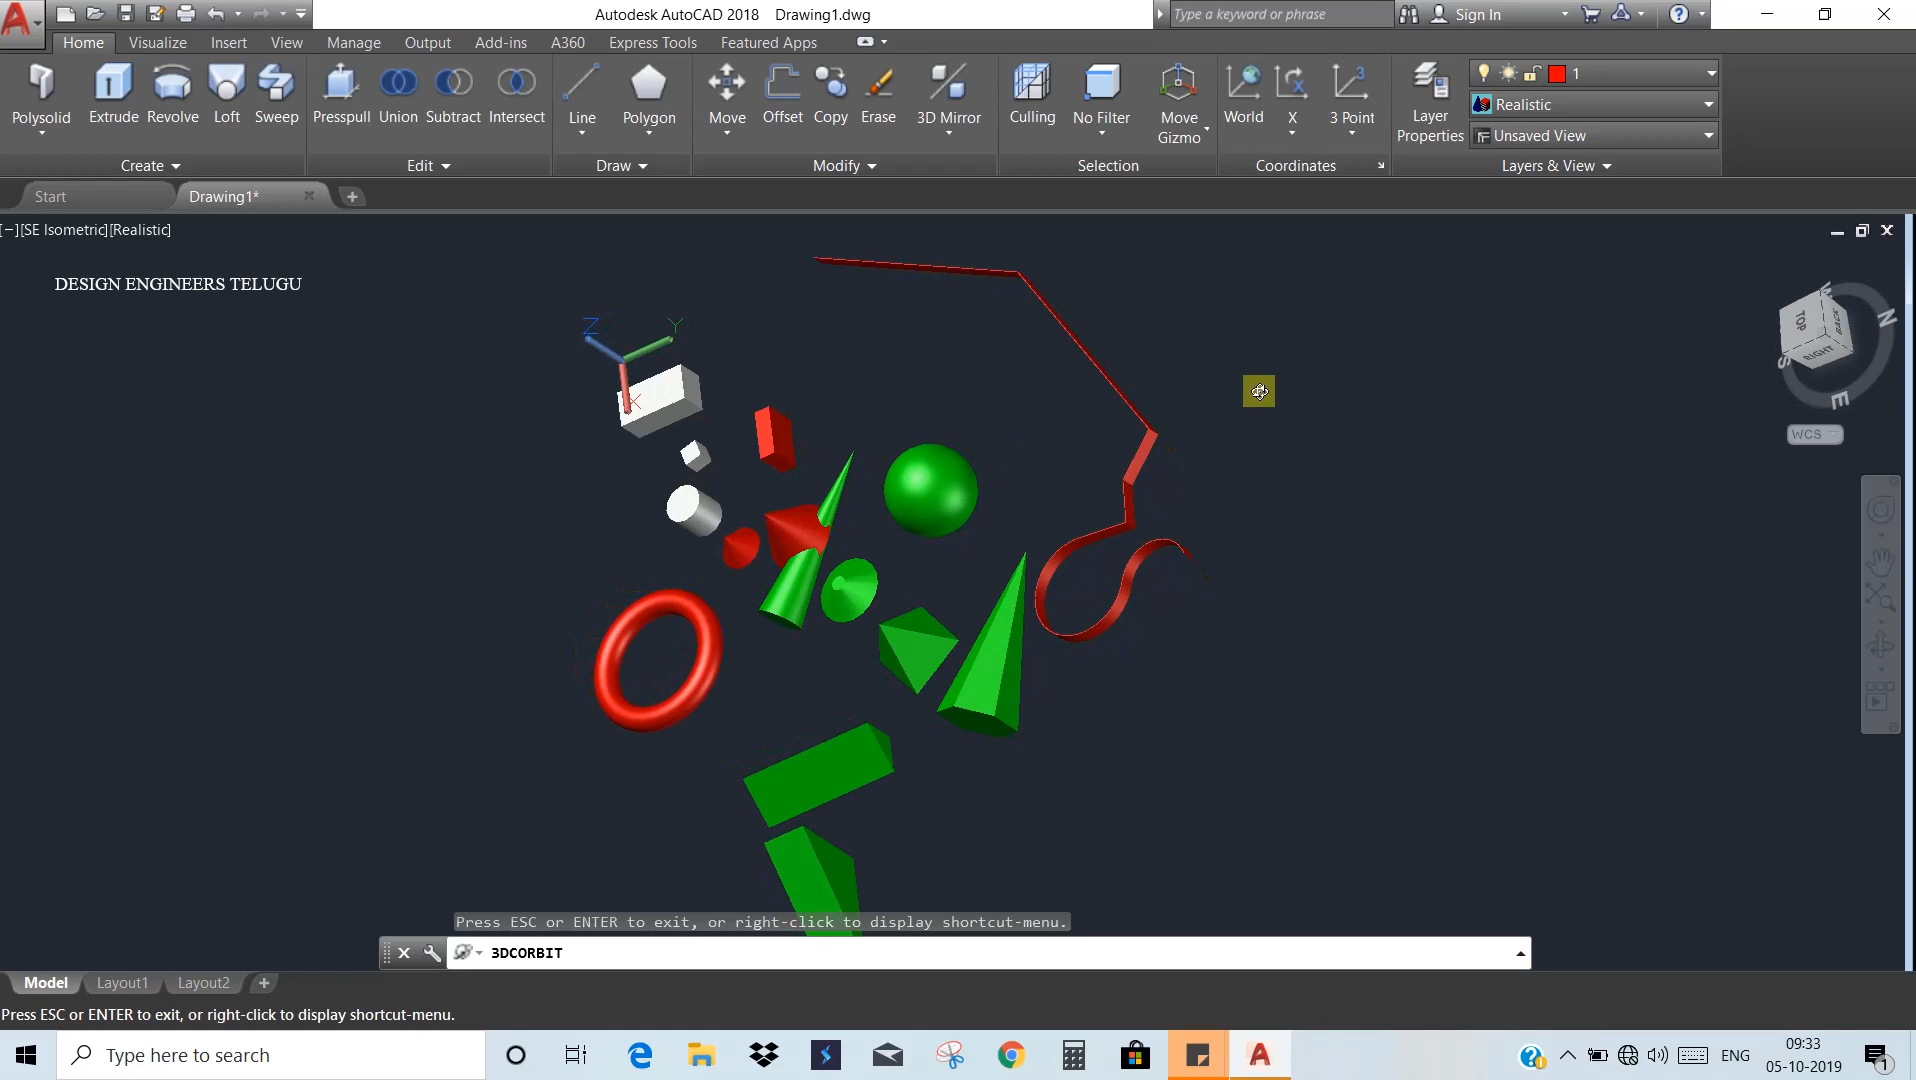 Autodesk AutoCAD 2018 Drawing1.dwg
Type a keyword or phrase
Sign In
Home Visualize Insert View Manage Output Add-ins A360 Express Tools Featured Apps
Polysolid Extrude Revolve Loft Sweep Presspull Union Subtract Intersect Line Polygon Move Offset Copy Erase 3D Mirror Culling No Filter Move Gizmo World X 3 Point Layer Properties
1
Realistic
Unsaved View
Create Edit Draw Modify Selection Coordinates Layers & View
Start Drawing1*
[−][SE Isometric][Realistic]
DESIGN ENGINEERS TELUGU
Z Y
X
W N
TOP BACK
RIGHT
S E
WCS
Press ESC or ENTER to exit, or right-click to display shortcut-menu.
3DCORBIT
Model Layout1 Layout2
Press ESC or ENTER to exit, or right-click to display shortcut-menu.
Type here to search
ENG
09:33
05-10-2019
1